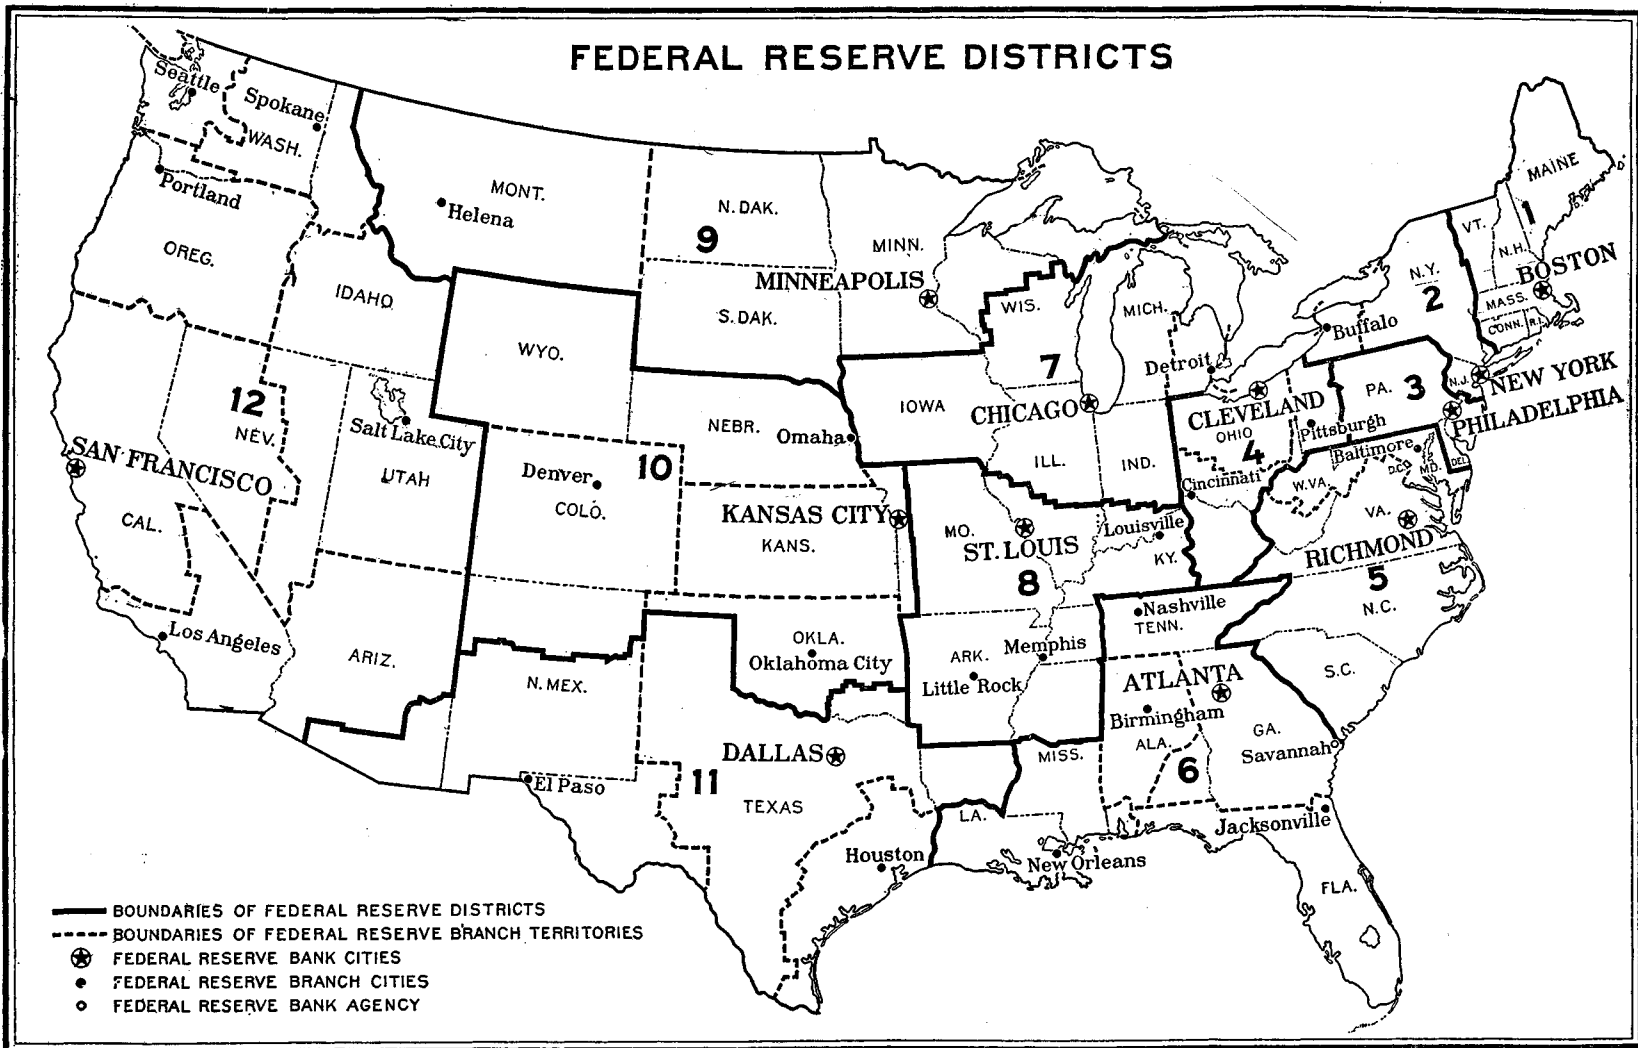 FEDERAL RESERVE DISTRICTS
Seattle
Spokane
WASH.
Portland
OREG.
MONT.
Helena
IDAHO
WYO.
N. DAK.
9
S. DAK.
MINN.
MINNEAPOLIS
WIS.
MICH.
7
Detroit
IOWA
CHICAGO
ILL.
IND.
MAINE
1
VT.
N.H.
BOSTON
MASS.
CONN.
R.I.
N.Y.
2
Buffalo
NEW YORK
N.J.
PA.
3
PHILADELPHIA
CLEVELAND
OHIO
4
Pittsburgh
Cincinnati
Baltimore
D.C.
MD.
DEL.
W.VA.
VA.
RICHMOND
5
N.C.
S.C.
12
NEV.
SAN FRANCISCO
CAL.
Salt Lake City
UTAH
Los Angeles
ARIZ.
Denver
COLO.
10
NEBR.
Omaha
KANSAS CITY
KANS.
MO.
ST. LOUIS
8
Louisville
KY.
Nashville
TENN.
Memphis
ARK.
Little Rock
OKLA.
Oklahoma City
N. MEX.
El Paso
DALLAS
11
TEXAS
Houston
LA.
New Orleans
MISS.
ATLANTA
Birmingham
ALA.
6
GA.
Savannah
Jacksonville
FLA.
BOUNDARIES OF FEDERAL RESERVE DISTRICTS
BOUNDARIES OF FEDERAL RESERVE BRANCH TERRITORIES
FEDERAL RESERVE BANK CITIES
FEDERAL RESERVE BRANCH CITIES
FEDERAL RESERVE BANK AGENCY